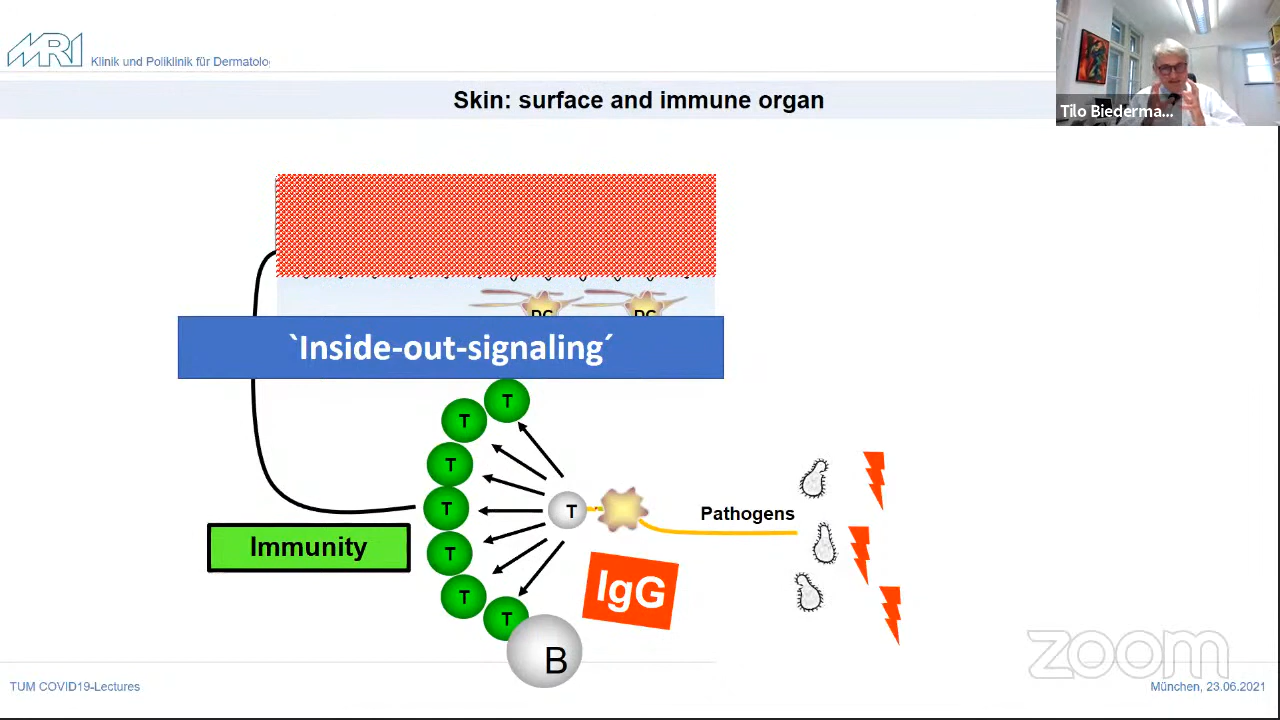 MRI Klinik und Poliklinik für Dermatolo
Skin: surface and immune organ
Tilo Biederma...
DC DC
`Inside-out-signaling´
T
T
T
T
T
T
T
T
Pathogens
Immunity
IgG
B
zoom
TUM COVID19-Lectures
München, 23.06.2021